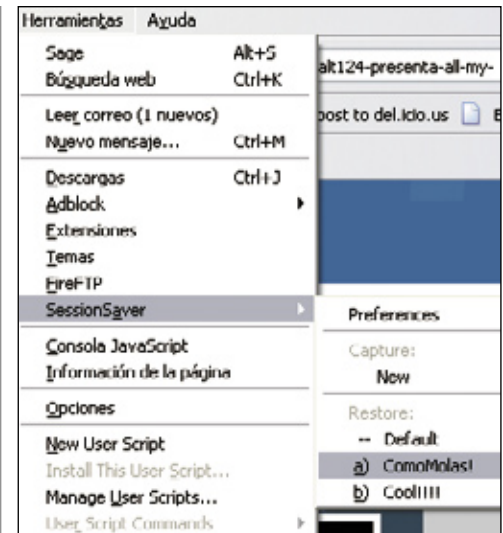 Herramientas Ayuda
Sage Alt+S
Búsqueda web Ctrl+K
Leer correo (1 nuevos)
Nuevo mensaje... Ctrl+M
Descargas Ctrl+J
Adblock
Extensiones
Temas
FireFTP
SessionSaver
Consola JavaScript
Información de la página
Opciones
New User Script
Install This User Script...
Manage User Scripts...
User Script Commands
alt124-presenta-all-my-
post to del.icio.us
Preferences
Capture:
New
Restore:
-- Default
a) ComoMolas!
b) Cool!!!!